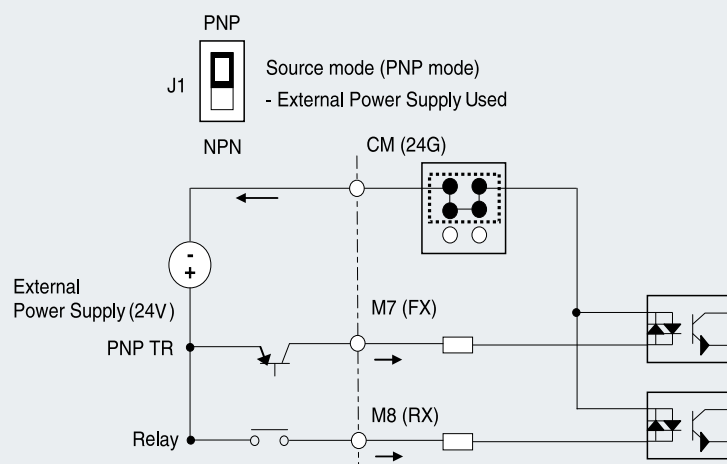 PNP
J1
Source mode (PNP mode)
- External Power Supply Used
NPN
CM (24G)
-
+
External
Power Supply (24V)
M7 (FX)
PNP TR
M8 (RX)
Relay